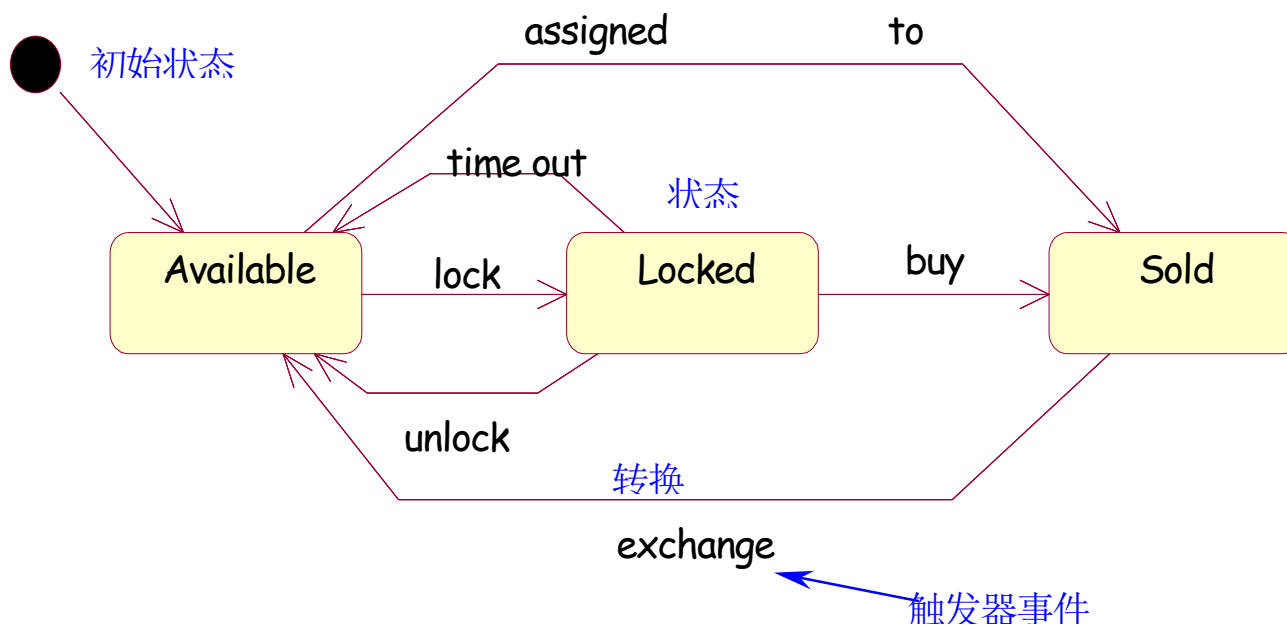 assigned to
初始状态
time out
状态
Available
lock
Locked
buy
Sold
unlock
转换
exchange
触发器事件